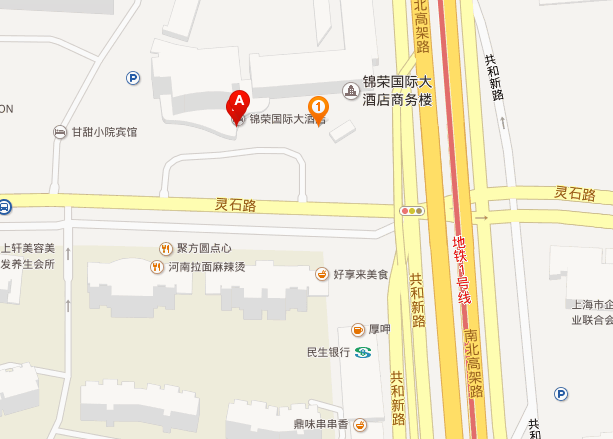 北高架路
共和新路
P
锦荣国际大
酒店商务楼
A
1
锦荣国际大酒店
ON
甘甜小院宾馆
灵石路
灵石路
聚方圆点心
上轩美容美
发养生会所
河南拉面麻辣烫
好享来美食
地铁1号线
共和新路
上海市企
业联合会
厚呷
民生银行
南北高架路
共和新路
P
鼎味串串香
共和